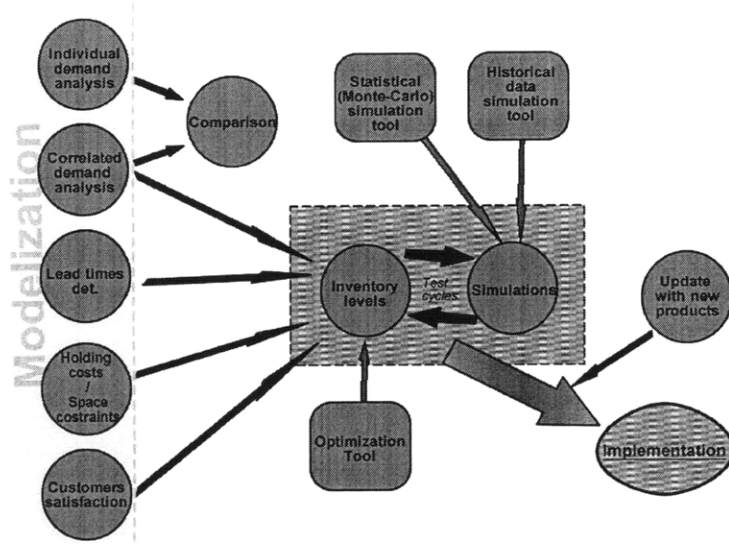 Modelization
Individual
demand
analysis
Correlated
demand
analysis
Lead times
det.
Holding
costs
/
Space
costraints
Customers
satisfaction
Comparison
Statistical
(Monte-Carlo)
simulation
tool
Historical
data
simulation
tool
Inventory
levels
Test
cycles
Simulations
Optimization
Tool
Update
with new
products
Implementation